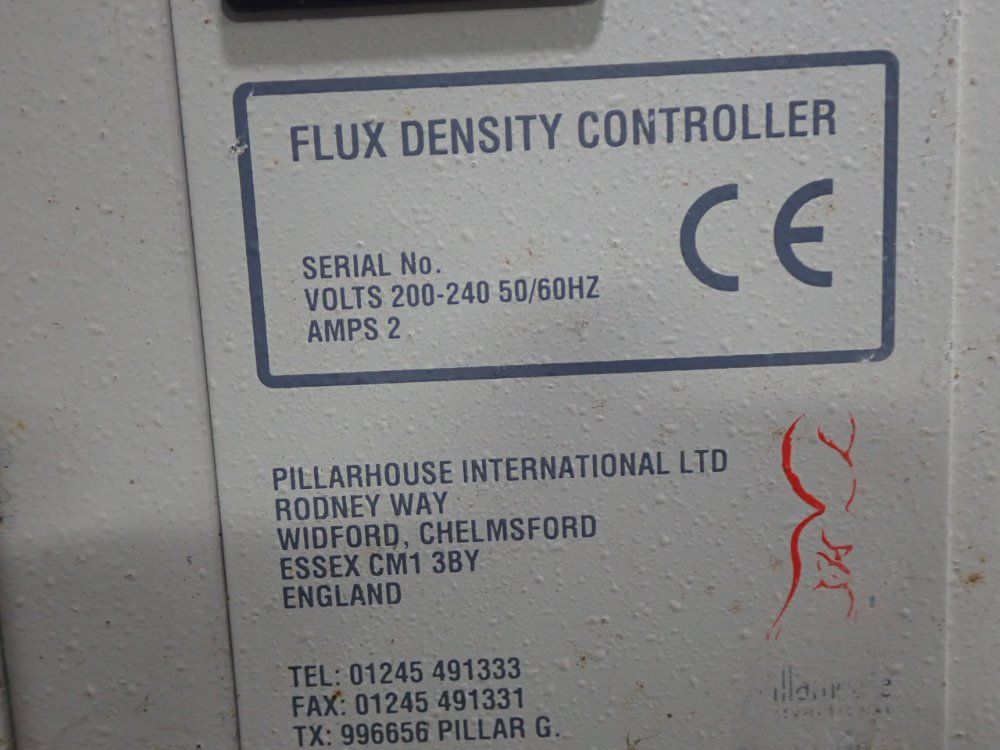 FLUX DENSITY CONTROLLER
CE
SERIAL No.
VOLTS 200-240 50/60HZ
AMPS 2
PILLARHOUSE INTERNATIONAL LTD
RODNEY WAY
WIDFORD, CHELMSFORD
ESSEX CM1 3BY
ENGLAND
TEL: 01245 491333
FAX: 01245 491331
TX: 996656 PILLAR G.